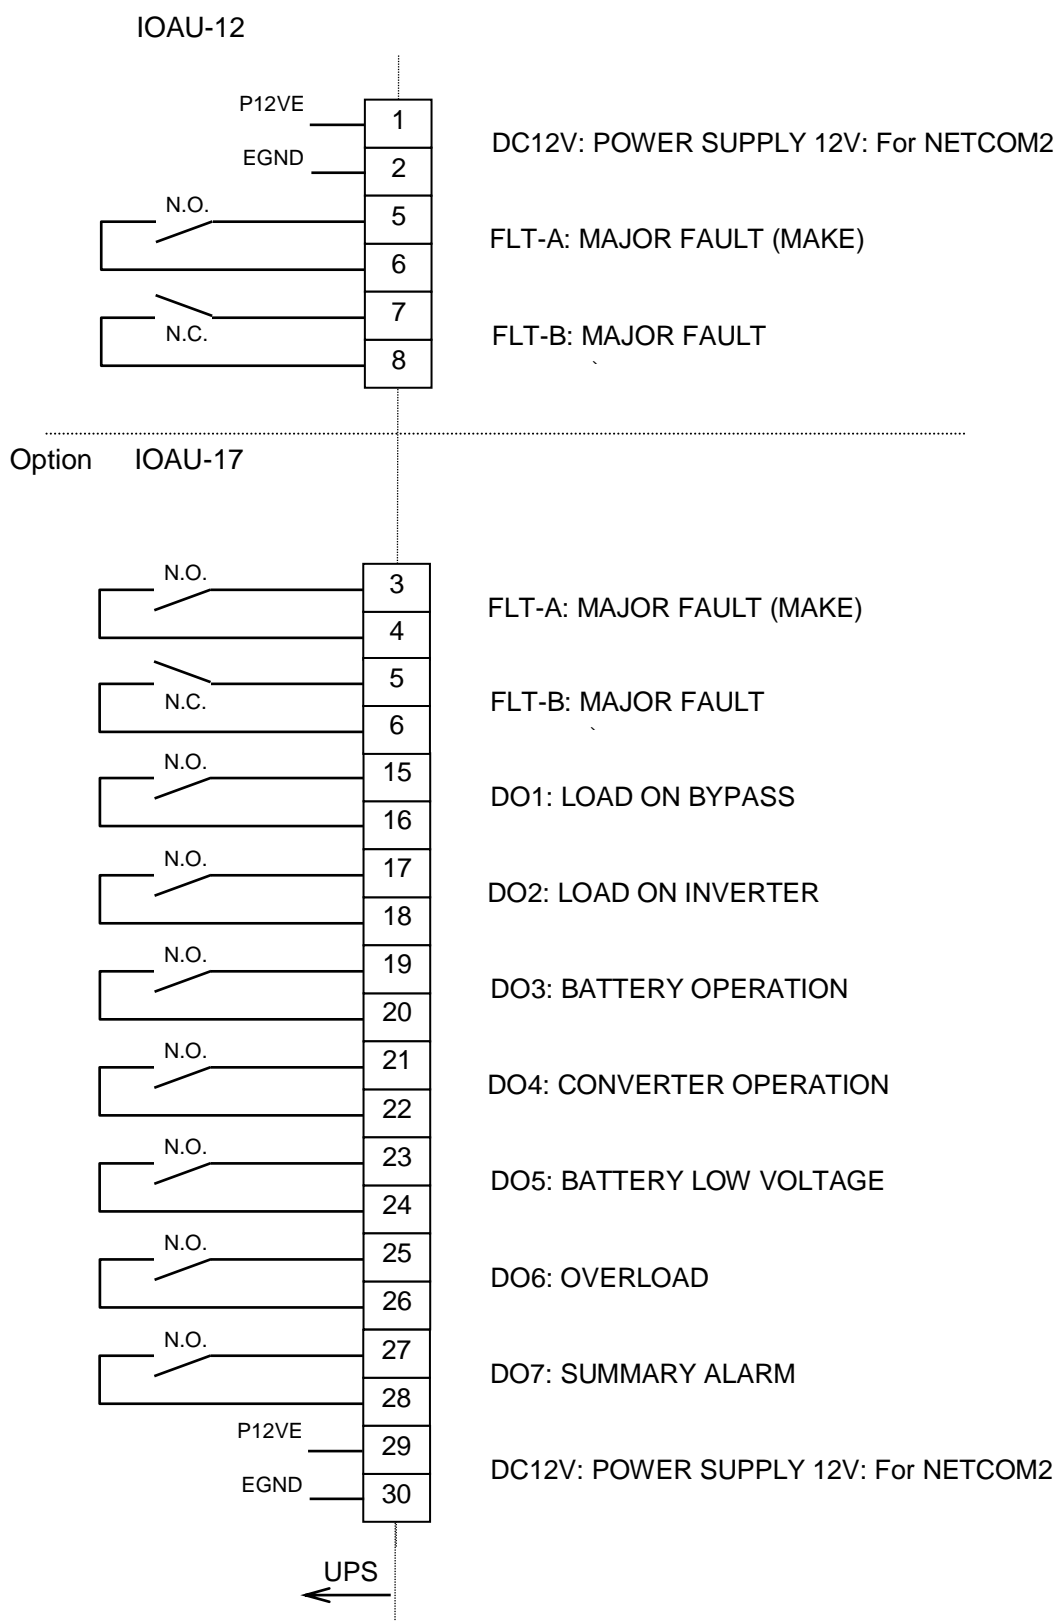 IOAU-12
P12VE
1
DC12V: POWER SUPPLY 12V: For NETCOM2
EGND
2
N.O.
5
FLT-A: MAJOR FAULT (MAKE)
6
7
N.C.
FLT-B: MAJOR FAULT
`
8
Option IOAU-17
N.O.
3
FLT-A: MAJOR FAULT (MAKE)
4
5
N.C.
FLT-B: MAJOR FAULT
`
6
N.O.
15
DO1: LOAD ON BYPASS
16
N.O.
17
DO2: LOAD ON INVERTER
18
N.O.
19
DO3: BATTERY OPERATION
20
N.O.
21
DO4: CONVERTER OPERATION
22
N.O.
23
DO5: BATTERY LOW VOLTAGE
24
N.O.
25
DO6: OVERLOAD
26
N.O.
27
DO7: SUMMARY ALARM
28
P12VE
29
DC12V: POWER SUPPLY 12V: For NETCOM2
EGND
30
UPS